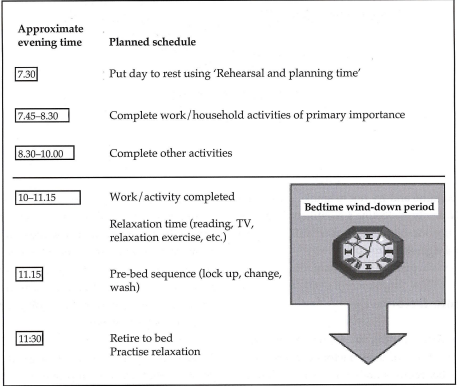 Approximate
evening time    Planned schedule
7.30    Put day to rest using 'Rehearsal and planning time'
7.45–8.30    Complete work/household activities of primary importance
8.30–10.00    Complete other activities
10–11.15    Work/activity completed
Relaxation time (reading, TV,
relaxation exercise, etc.)
Bedtime wind-down period
11.15    Pre-bed sequence (lock up, change,
wash)
11:30    Retire to bed
Practise relaxation